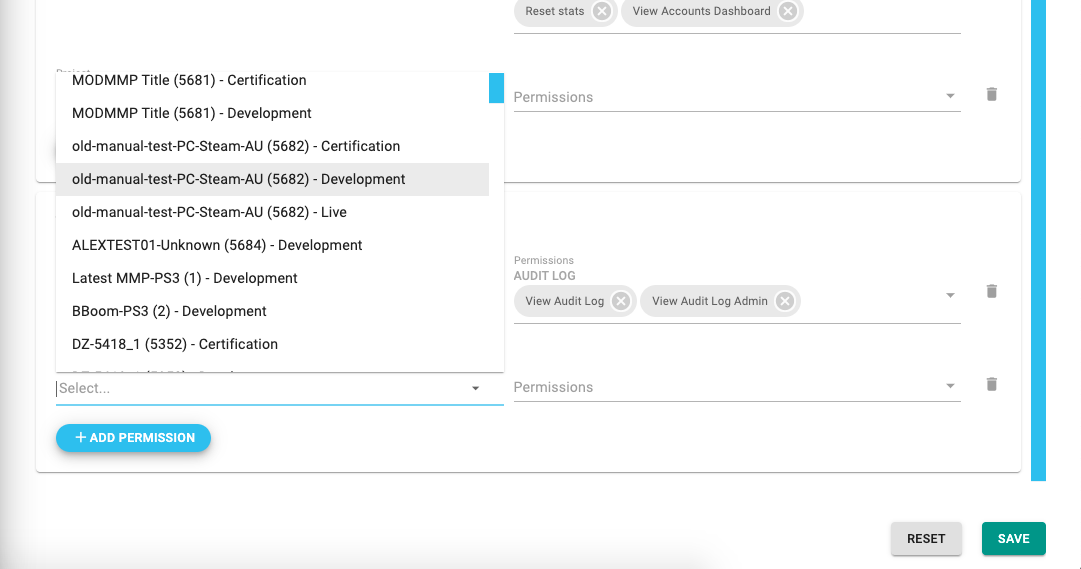 Reset stats
View Accounts Dashboard
Project
MODMMP Title (5681) - Certification
MODMMP Title (5681) - Development
old-manual-test-PC-Steam-AU (5682) - Certification
old-manual-test-PC-Steam-AU (5682) - Development
old-manual-test-PC-Steam-AU (5682) - Live
ALEXTEST01-Unknown (5684) - Development
Latest MMP-PS3 (1) - Development
BBoom-PS3 (2) - Development
DZ-5418_1 (5352) - Certification
Select...
+ ADD PERMISSION
Permissions
Permissions
AUDIT LOG
View Audit Log
View Audit Log Admin
Permissions
RESET
SAVE